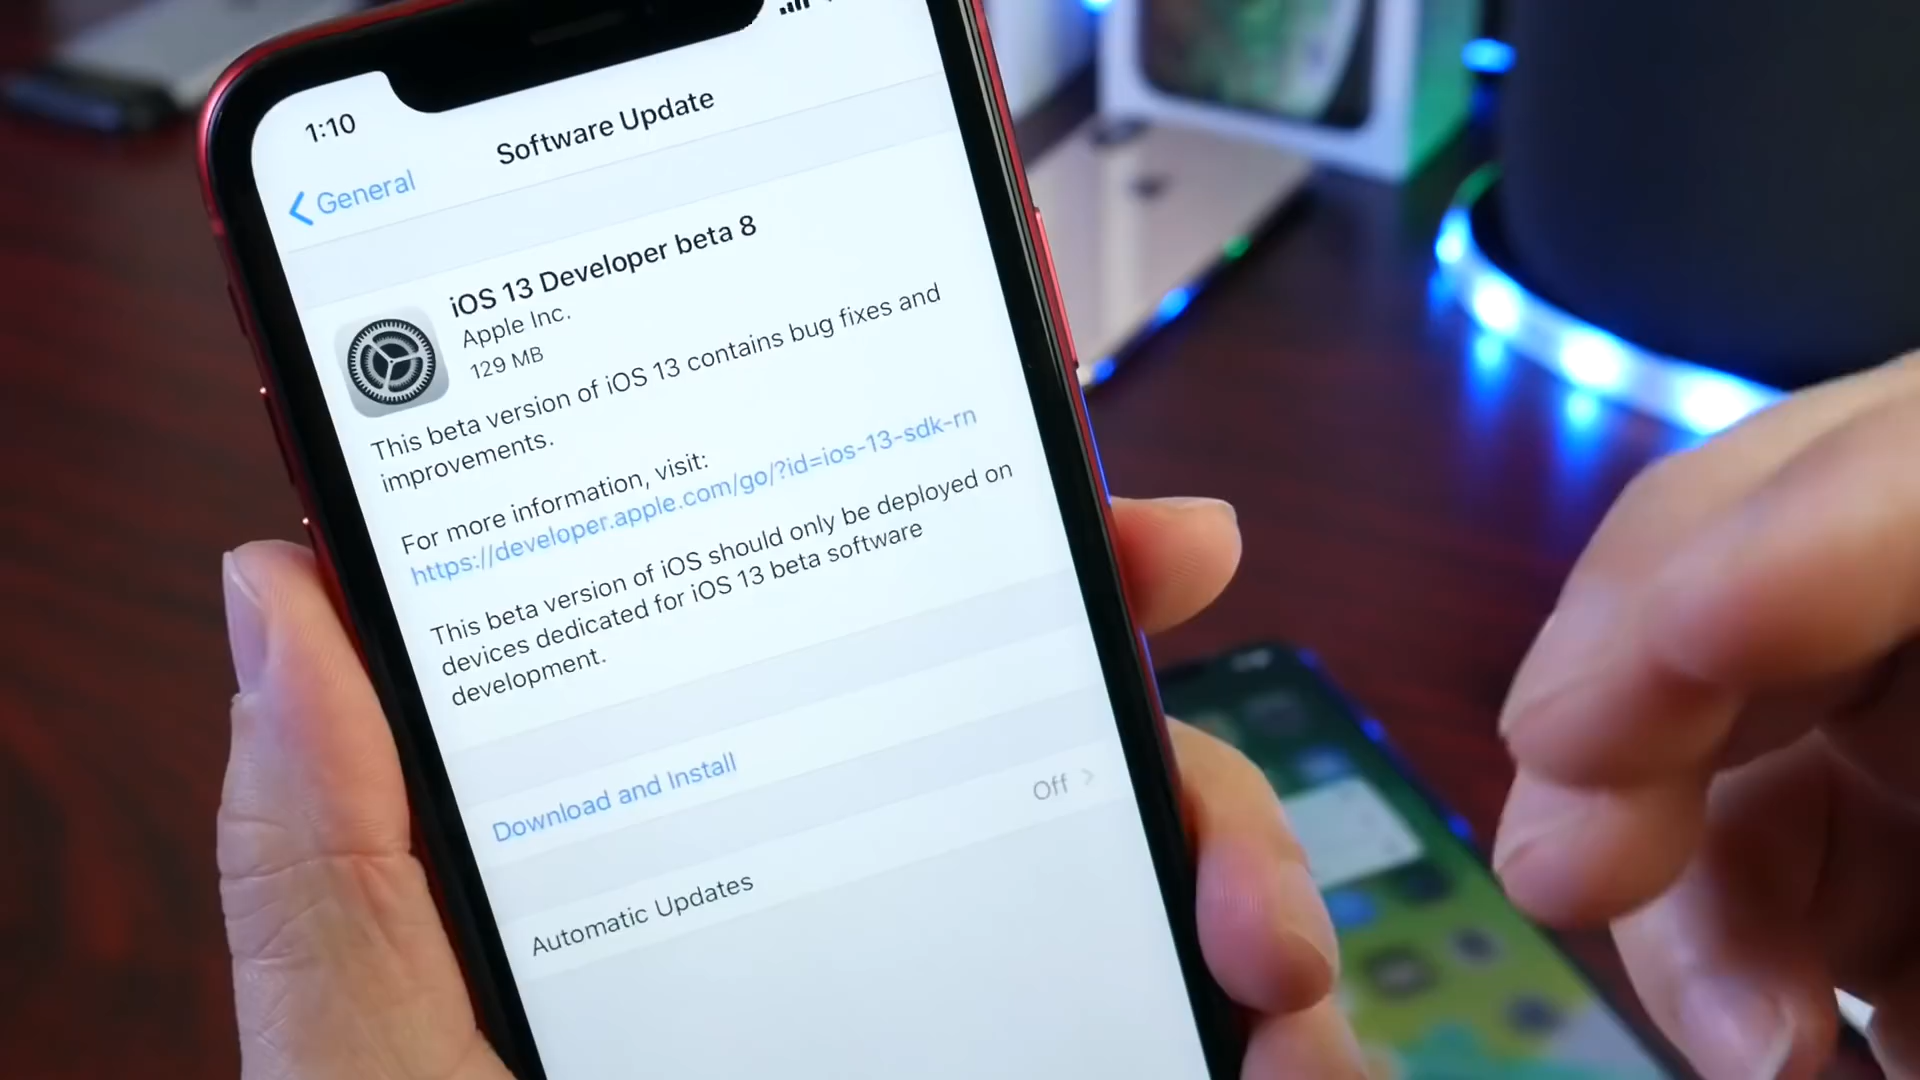 1:10
General
Software Update
iOS 13 Developer beta 8
Apple Inc.
129 MB
This beta version of iOS 13 contains bug fixes and
improvements.
For more information, visit:
https://developer.apple.com/go/?id=ios-13-sdk-rn
This beta version of iOS should only be deployed on
devices dedicated for iOS 13 beta software
development.
Download and Install
Automatic Updates
Off